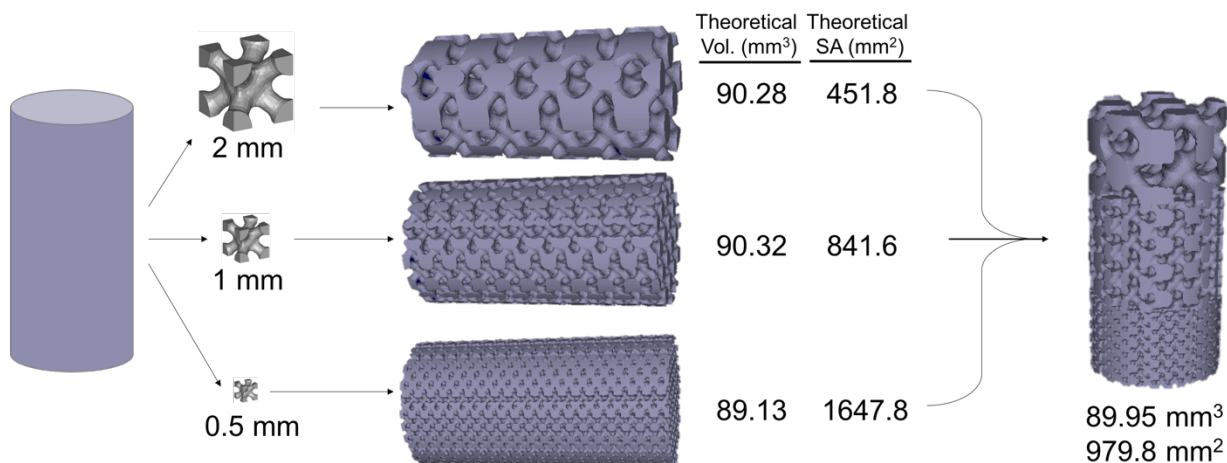 Theoretical Theoretical
Vol. (mm³) SA (mm²)
2 mm
90.28 451.8
1 mm
90.32 841.6
0.5 mm
89.13 1647.8
89.95 mm³
979.8 mm²